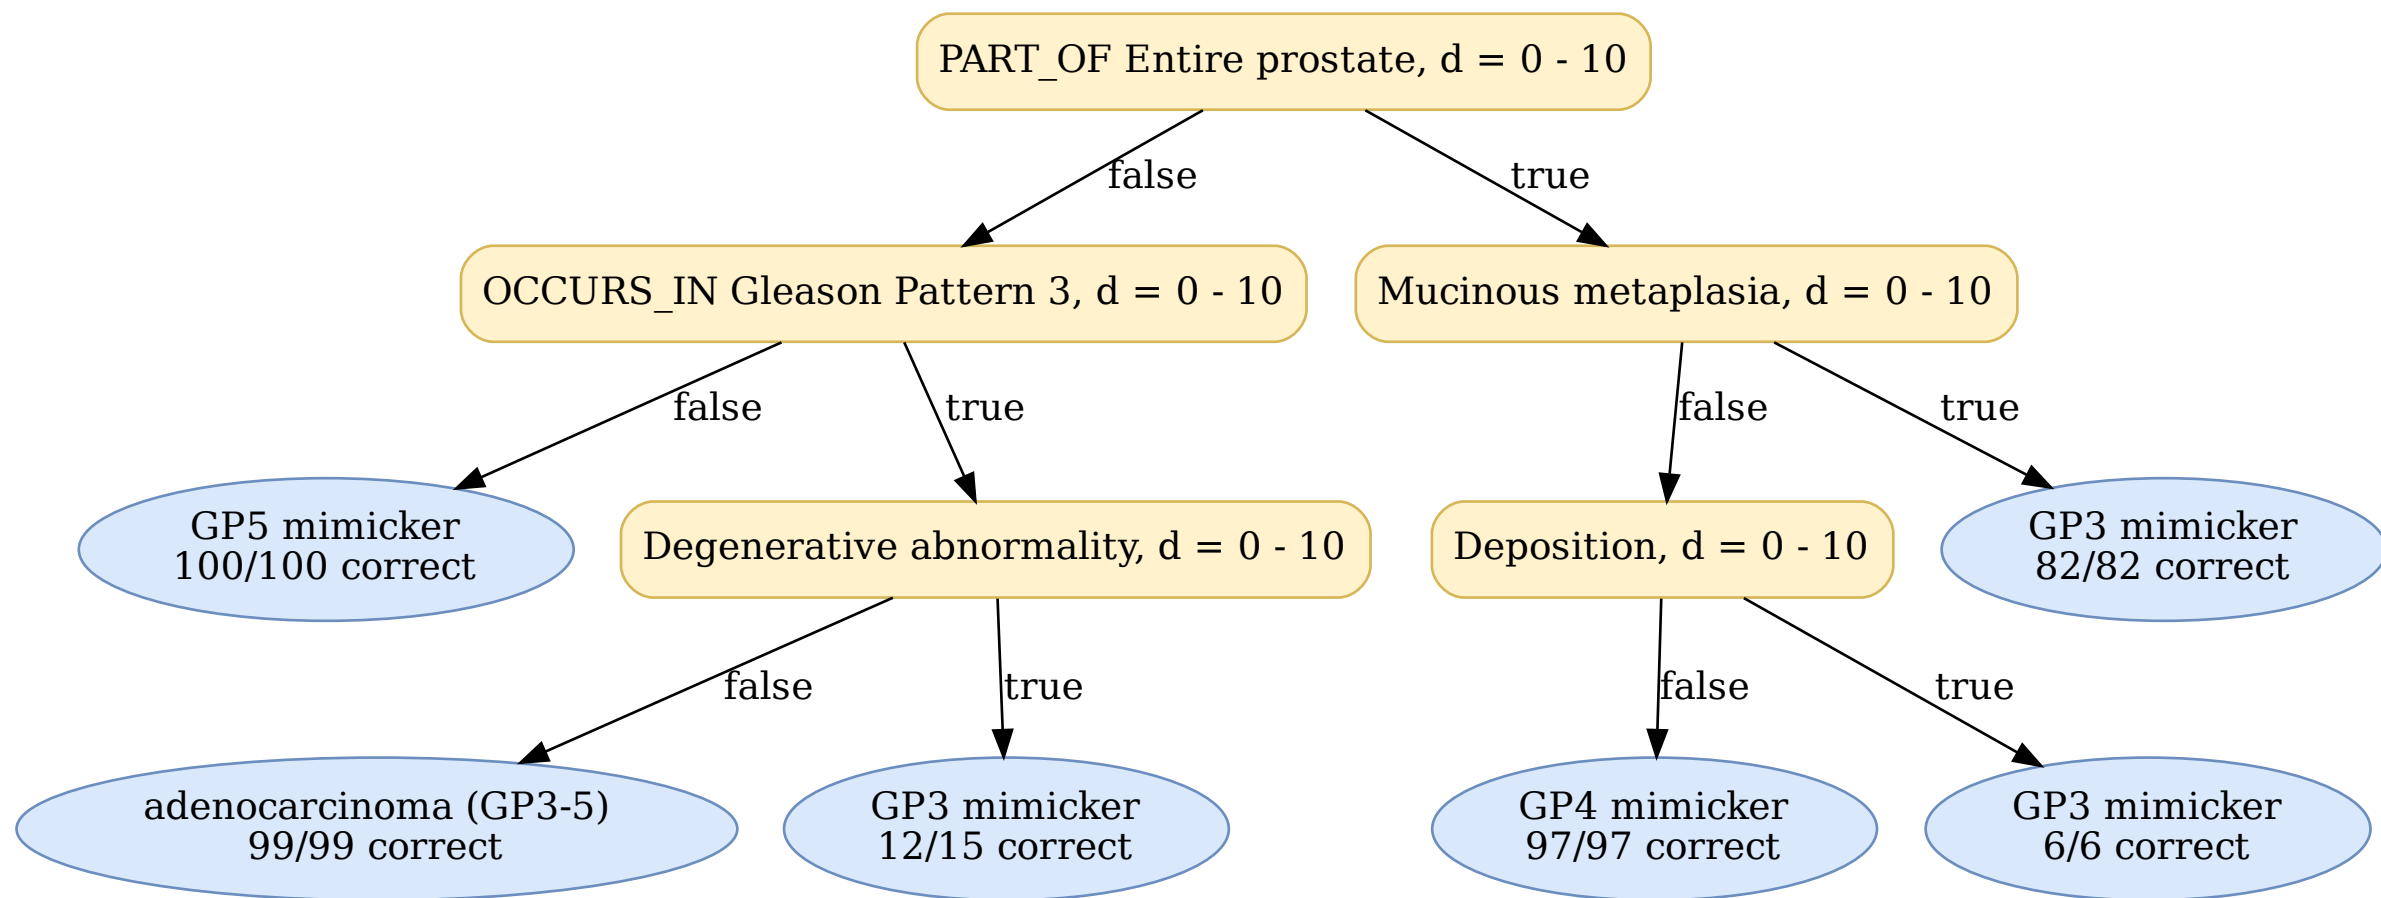 PART_OF Entire prostate, d = 0 - 10
false
true
OCCURS_IN Gleason Pattern 3, d = 0 - 10
Mucinous metaplasia, d = 0 - 10
false
true
false
true
GP5 mimicker
100/100 correct
Degenerative abnormality, d = 0 - 10
Deposition, d = 0 - 10
GP3 mimicker
82/82 correct
false
true
false
true
adenocarcinoma (GP3-5)
99/99 correct
GP3 mimicker
12/15 correct
GP4 mimicker
97/97 correct
GP3 mimicker
6/6 correct